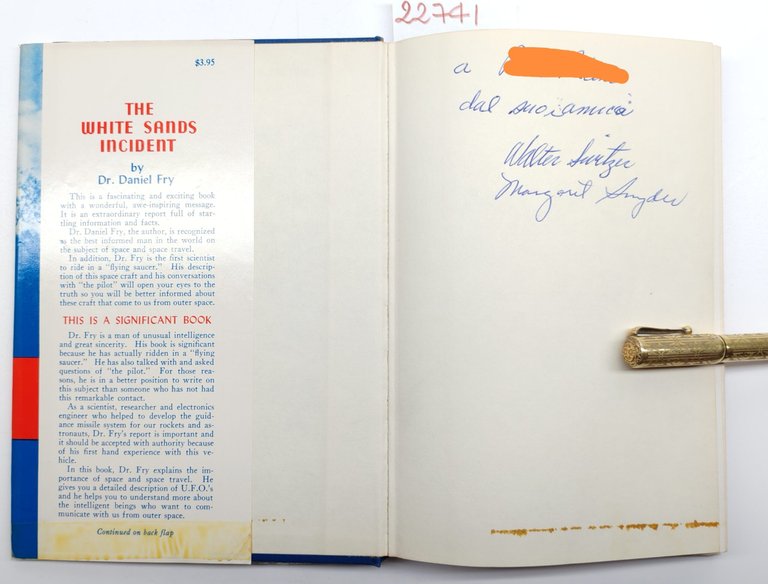 22741
$3.95
THE
WHITE SANDS
INCIDENT
by
Dr. Daniel Fry
This is a fascinating and exciting book
with a wonderful, awe-inspiring message.
It is an extraordinary report full of star-
tling information and facts.
Dr. Daniel Fry, the author, is recognized
as the best informed man in the world on
the subject of space and space travel.
In addition, Dr. Fry is the first scientist
to ride in a "flying saucer." His descrip-
tion of this space craft and his conversations
with "the pilot" will open your eyes to the
truth so you will be better informed about
these craft that come to us from outer space.
THIS IS A SIGNIFICANT BOOK
Dr. Fry is a man of unusual intelligence
and great sincerity. His book is significant
because he has actually ridden in a "flying
saucer." He has also talked with and asked
questions of "the pilot." For those rea-
sons, he is in a better position to write on
this subject than someone who has not had
this remarkable contact.
As a scientist, researcher and electronics
engineer who helped to develop the guid-
ance missile system for our rockets and as-
tronauts, Dr. Fry's report is important and
it should be accepted with authority because
of his first hand experience with this ve-
hicle.
In this book, Dr. Fry explains the im-
portance of space and space travel. He
gives you a detailed description of U.F.O.'s
and he helps you to understand more about
the intelligent beings who want to com-
municate with us from outer space.
Continued on back flap
a
dal suoi amici
Walter
Margaret Snyder